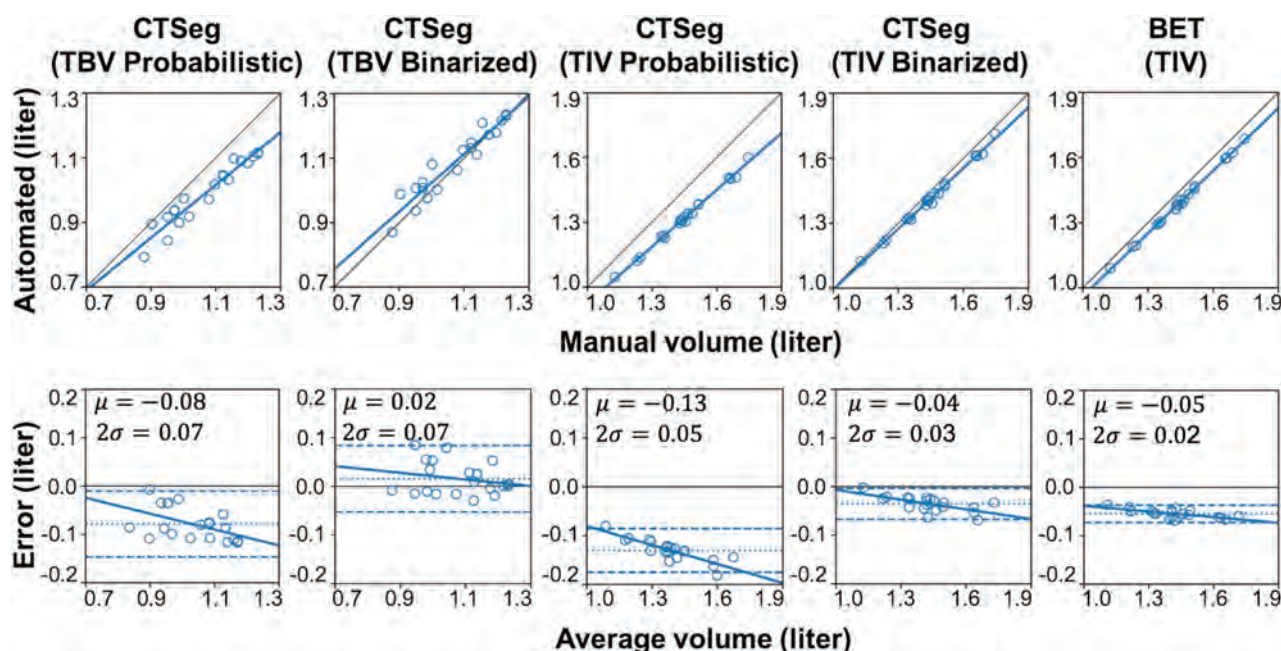 CTSeg CTSeg CTSeg CTSeg BET
(TBV Probabilistic) (TBV Binarized) (TIV Probabilistic) (TIV Binarized) (TIV)
Automated (liter)
1.3 1.3 1.9 1.9 1.9
1.1 1.1 1.6 1.6 1.6
0.9 0.9 1.3 1.3 1.3
0.7 0.7 1.0 1.0 1.0
0.7 0.9 1.1 1.3 0.7 0.9 1.1 1.3 1.0 1.3 1.6 1.9 1.0 1.3 1.6 1.9 1.0 1.3 1.6 1.9
Manual volume (liter)
Error (liter)
0.2 0.2 0.2 0.2 0.2
μ = −0.08 μ = 0.02 μ = −0.13 μ = −0.04 μ = −0.05
2σ = 0.07 2σ = 0.07 2σ = 0.05 2σ = 0.03 2σ = 0.02
0.1 0.1 0.1 0.1 0.1
0.0 0.0 0.0 0.0 0.0
-0.1 -0.1 -0.1 -0.1 -0.1
-0.2 -0.2 -0.2 -0.2 -0.2
0.7 0.9 1.1 1.3 0.7 0.9 1.1 1.3 1.0 1.3 1.6 1.9 1.0 1.3 1.6 1.9 1.0 1.3 1.6 1.9
Average volume (liter)